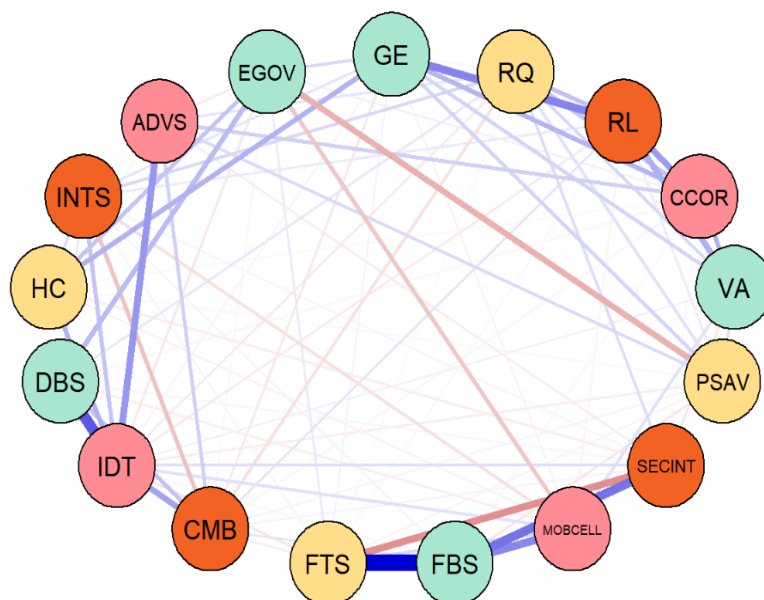 GE
RQ
EGOV
RL
ADVS
CCOR
INTS
VA
HC
PSAV
DBS
SECINT
IDT
MOBCELL
CMB
FBS
FTS